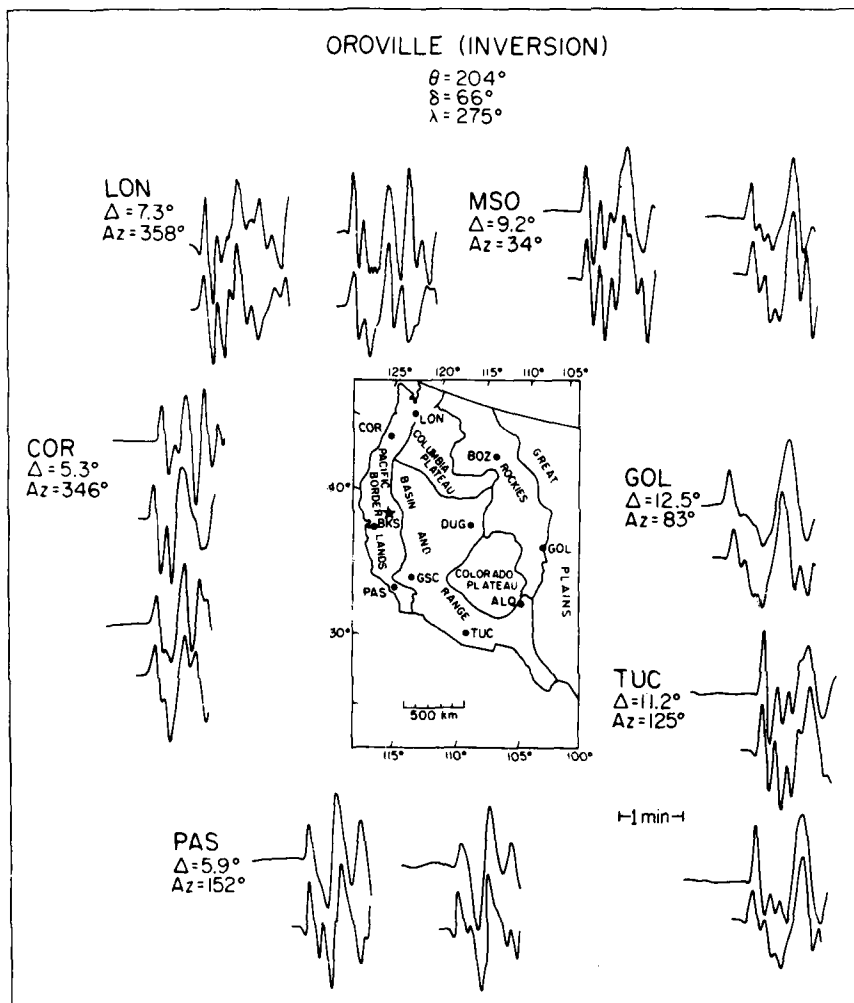 OROVILLE (INVERSION)
θ = 204°
δ = 66°
λ = 275°
LON
Δ = 7.3°
Az = 358°
MSO
Δ = 9.2°
Az = 34°
COR
Δ = 5.3°
Az = 346°
GOL
Δ = 12.5°
Az = 83°
TUC
Δ = 11.2°
Az = 125°
PAS
Δ = 5.9°
Az = 152°
1 min
125° 120° 115° 110° 105°
40°
30°
115° 110° 105° 100°
LON
COR
COLUMBIA
PLATEAU
BOZ
ROCKIES
GREAT
PLAINS
PACIFIC
BORDER
LANDS
BASIN
AND
RANGE
BKS
DUG
GOL
COLORADO
PLATEAU
GSC
PAS
ALQ
TUC
500 km